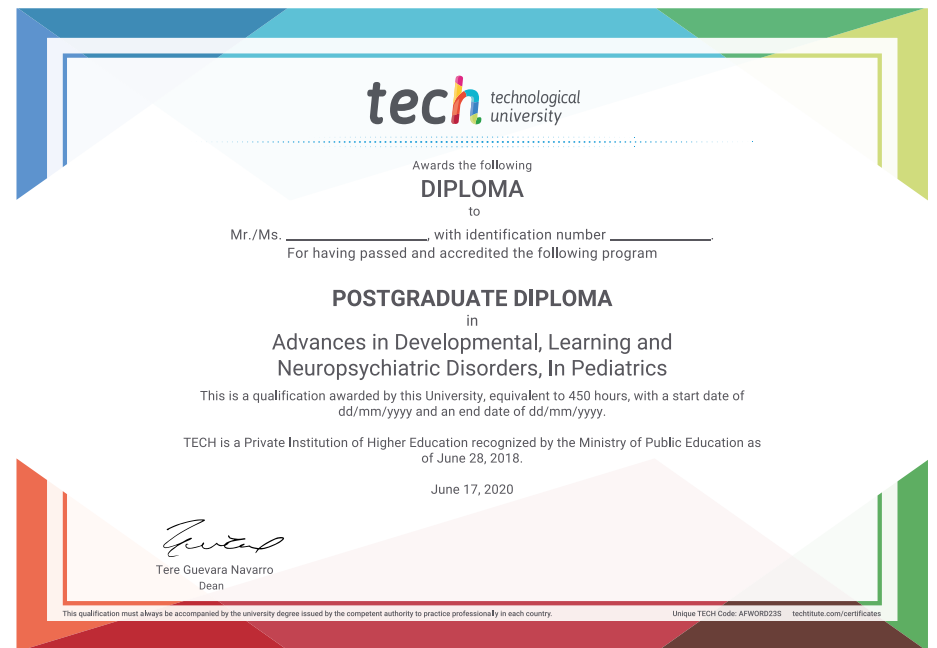 tech technological
university
Awards the following
DIPLOMA
to
Mr./Ms. ________________, with identification number ____________.
For having passed and accredited the following program
POSTGRADUATE DIPLOMA
in
Advances in Developmental, Learning and
Neuropsychiatric Disorders, In Pediatrics
This is a qualification awarded by this University, equivalent to 450 hours, with a start date of
dd/mm/yyyy and an end date of dd/mm/yyyy.
TECH is a Private Institution of Higher Education recognized by the Ministry of Public Education as
of June 28, 2018.
June 17, 2020
Tere Guevara Navarro
Dean
This qualification must always be accompanied by the university degree issued by the competent authority to practice professionally in each country. Unique TECH Code: AFWORD23S techtitute.com/certificates